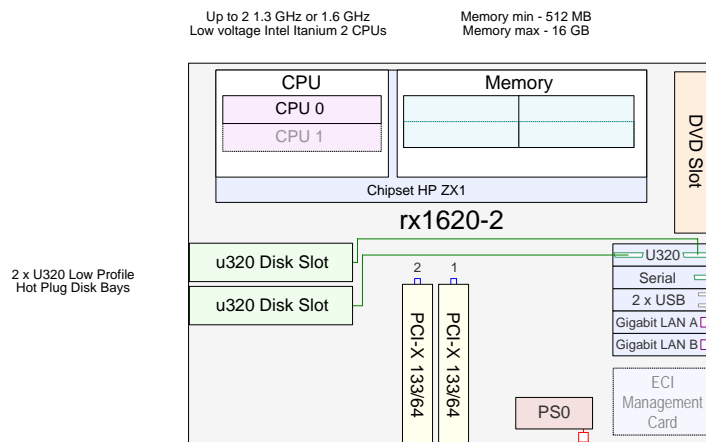 Up to 2 1.3 GHz or 1.6 GHz
Low voltage Intel Itanium 2 CPUs
Memory min - 512 MB
Memory max - 16 GB
CPU
CPU 0
CPU 1
Memory
Chipset HP ZX1
DVD Slot
rx1620-2
2 x U320 Low Profile
Hot Plug Disk Bays
u320 Disk Slot
u320 Disk Slot
2
1
PCI-X 133/64
PCI-X 133/64
U320
Serial
2 x USB
Gigabit LAN A
Gigabit LAN B
ECI
Management
Card
PS0